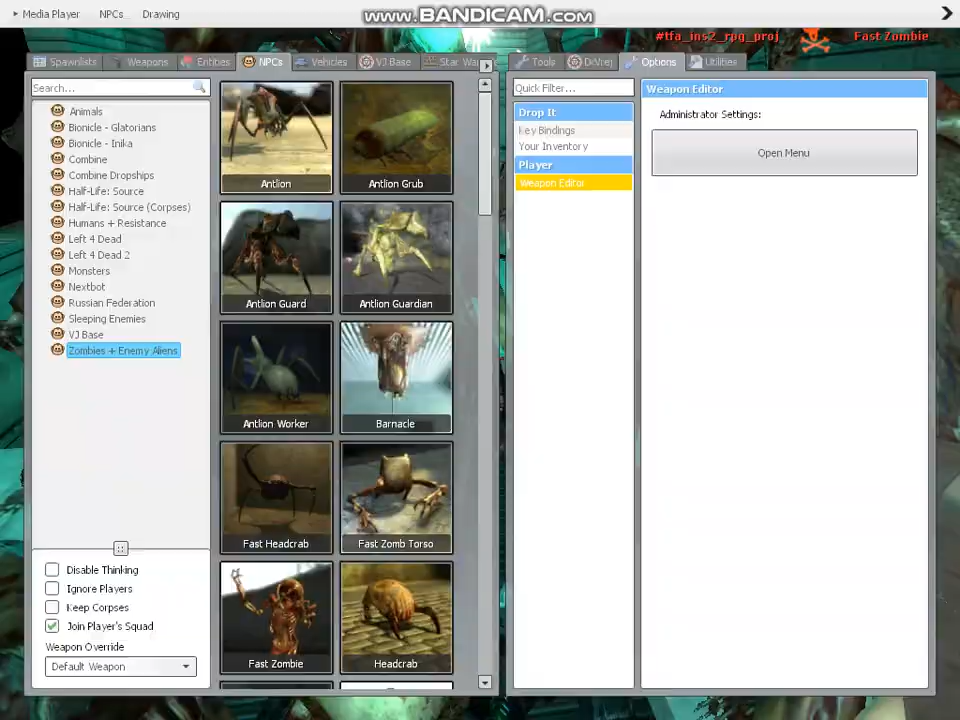 Media Player NPCs Drawing
www.BANDICAM.com
#tfa_ins2_rpg_proj Fast Zombie
Spawnlists Weapons Entities NPCs Vehicles VJ Base Star Wa
Tools Options Utilities
Search...
Quick Filter...
Animals
Bionicle - Glatorians
Bionicle - Inika
Combine
Combine Dropships
Half-Life: Source
Half-Life: Source (Corpses)
Humans + Resistance
Left 4 Dead
Left 4 Dead 2
Monsters
Nextbot
Russian Federation
Sleeping Enemies
VJ Base
Zombies + Enemy Aliens
Antlion
Antlion Grub
Antlion Guard
Antlion Guardian
Antlion Worker
Barnacle
Fast Headcrab
Fast Zomb Torso
Fast Zombie
Headcrab
Disable Thinking
Ignore Players
Keep Corpses
Join Player's Squad
Weapon Override
Default Weapon
Drop It
Key Bindings
Your Inventory
Player
Weapon Editor
Weapon Editor
Administrator Settings:
Open Menu